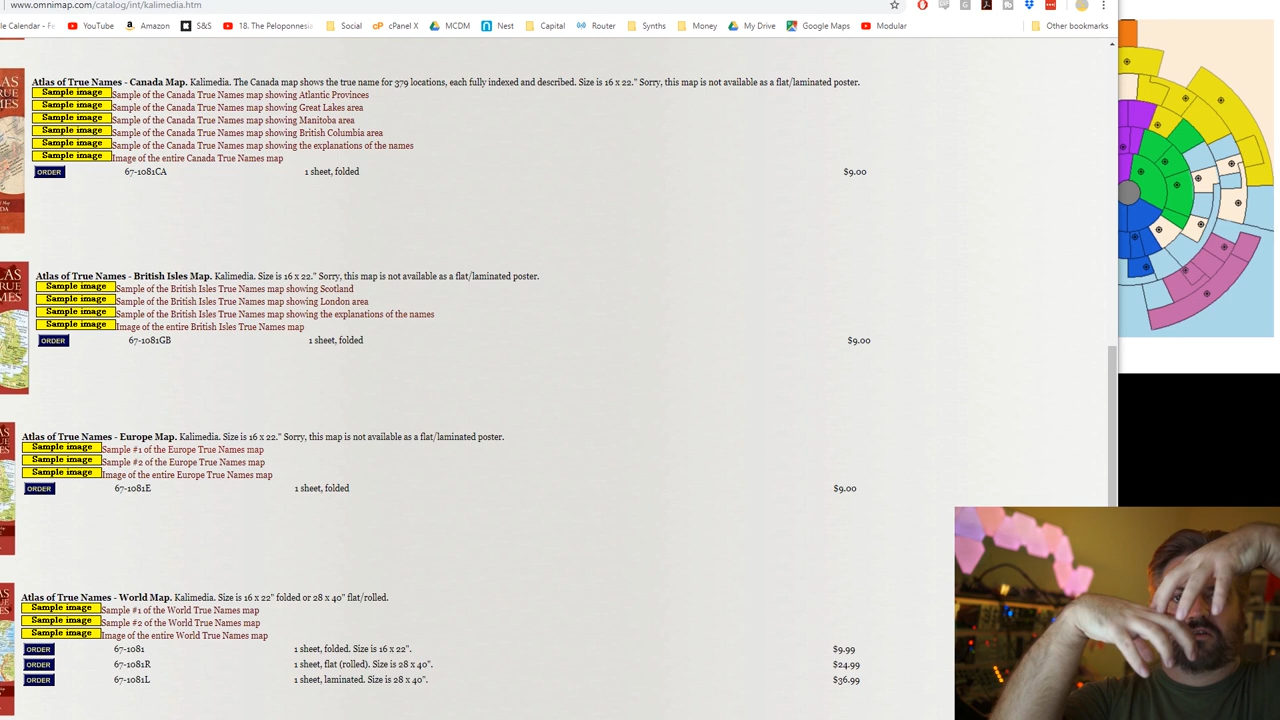 www.omnimap.com/catalog/int/kalimedia.htm
le Calendar - Fe YouTube Amazon S&S 18. The Peloponnesi Social cPanel X MCDM Nest Capital Router Synths Money My Drive Google Maps Modular Other bookmarks
Atlas of True Names - Canada Map. Kalimedia. The Canada map shows the true name for 379 locations, each fully indexed and described. Size is 16 x 22." Sorry, this map is not available as a flat/laminated poster.
Sample image Sample of the Canada True Names map showing Atlantic Provinces
Sample image Sample of the Canada True Names map showing Great Lakes area
Sample image Sample of the Canada True Names map showing Manitoba area
Sample image Sample of the Canada True Names map showing British Columbia area
Sample image Sample of the Canada True Names map showing the explanations of the names
Sample image Image of the entire Canada True Names map
ORDER 67-1081CA 1 sheet, folded $9.00
Atlas of True Names - British Isles Map. Kalimedia. Size is 16 x 22." Sorry, this map is not available as a flat/laminated poster.
Sample image Sample of the British Isles True Names map showing Scotland
Sample image Sample of the British Isles True Names map showing London area
Sample image Sample of the British Isles True Names map showing the explanations of the names
Sample image Image of the entire British Isles True Names map
ORDER 67-1081GB 1 sheet, folded $9.00
Atlas of True Names - Europe Map. Kalimedia. Size is 16 x 22." Sorry, this map is not available as a flat/laminated poster.
Sample image Sample #1 of the Europe True Names map
Sample image Sample #2 of the Europe True Names map
Sample image Image of the entire Europe True Names map
ORDER 67-1081E 1 sheet, folded $9.00
Atlas of True Names - World Map. Kalimedia. Size is 16 x 22" folded or 28 x 40" flat/rolled.
Sample image Sample #1 of the World True Names map
Sample image Sample #2 of the World True Names map
Sample image Image of the entire World True Names map
ORDER 67-1081 1 sheet, folded. Size is 16 x 22". $9.99
ORDER 67-1081R 1 sheet, flat (rolled). Size is 28 x 40". $24.99
ORDER 67-1081L 1 sheet, laminated. Size is 28 x 40". $36.99